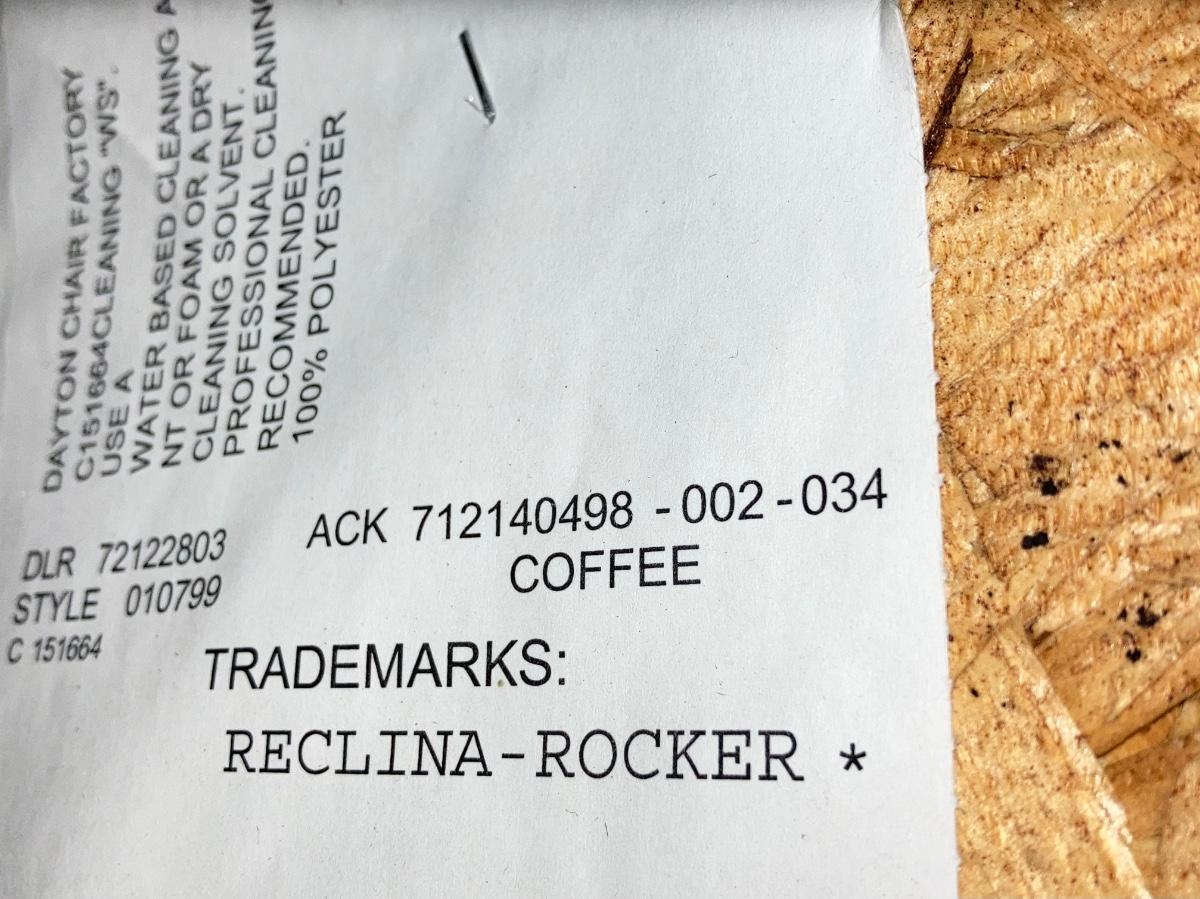 DAYTON CHAIR FACTORY
C151664CLEANING "WS".
USE A
WATER BASED CLEANING A
NT OR FOAM OR A DRY
CLEANING SOLVENT.
PROFESSIONAL CLEANING
RECOMMENDED.
100% POLYESTER
ACK 712140498 -002 -034
COFFEE
DLR 72122803
STYLE 010799
C 151664
TRADEMARKS:
RECLINA-ROCKER *